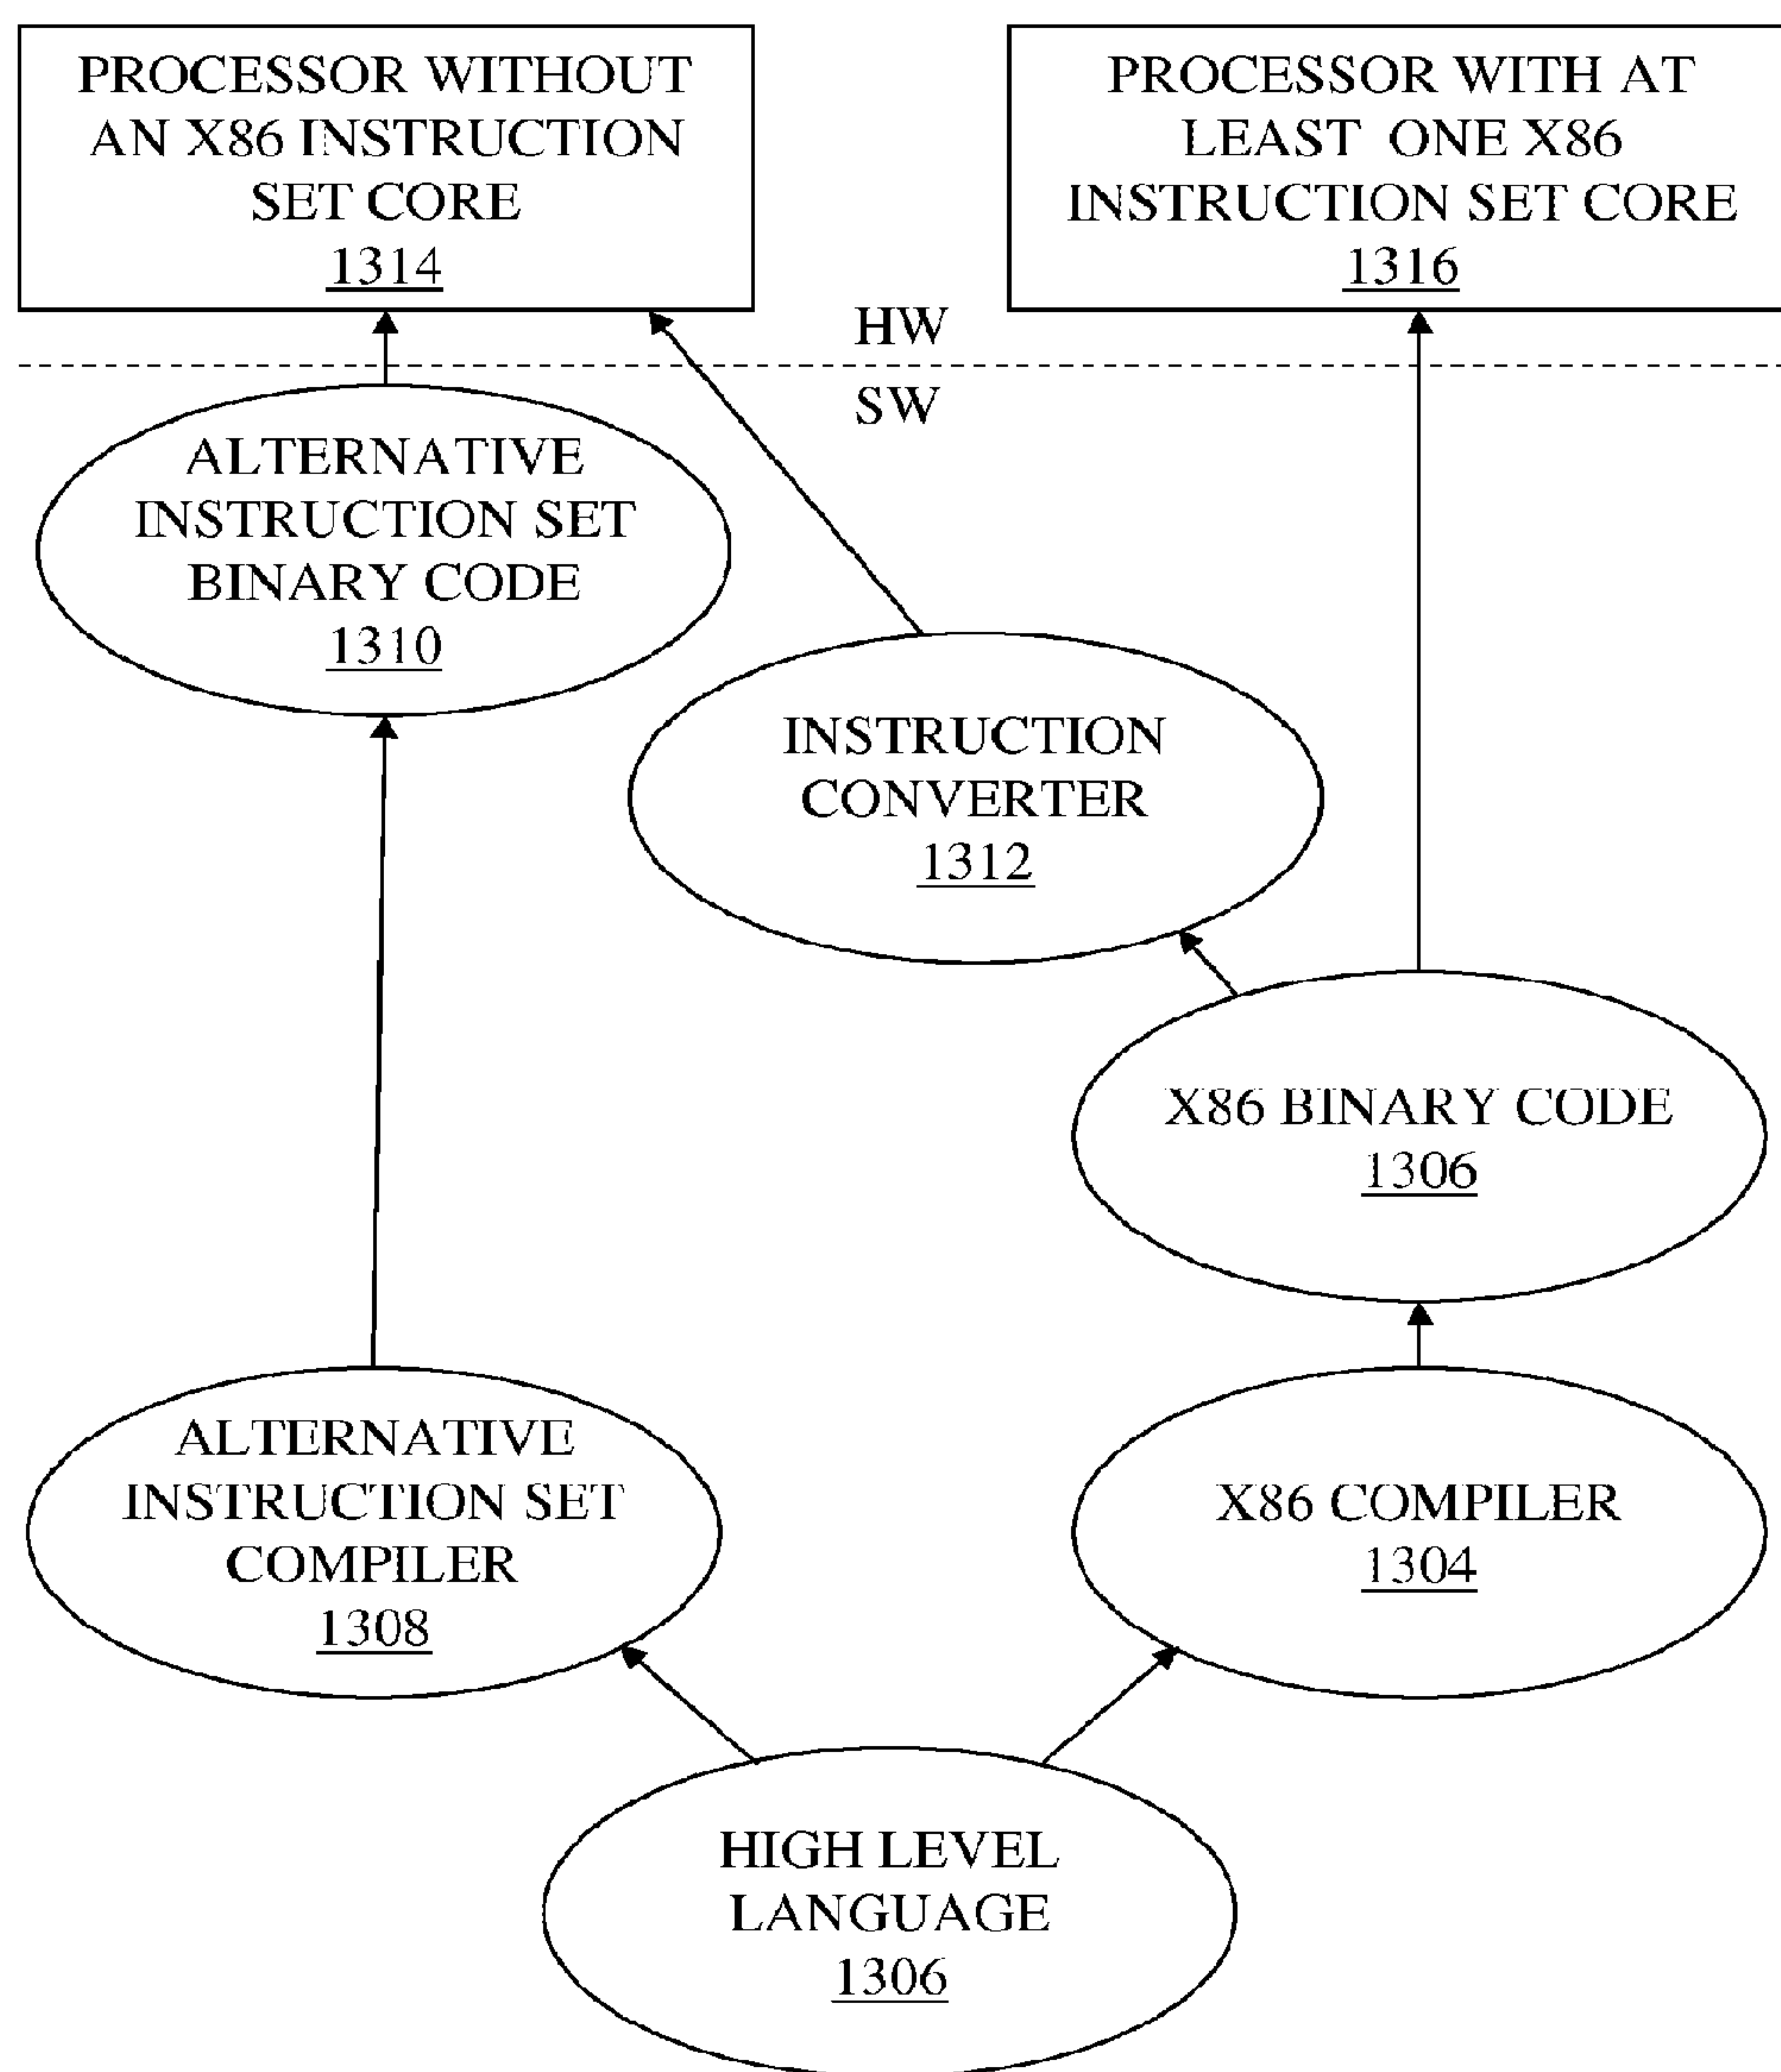 PROCESSOR WITHOUT
AN X86 INSTRUCTION
SET CORE
1314
PROCESSOR WITH AT
LEAST ONE X86
INSTRUCTION SET CORE
1316
HW
SW
ALTERNATIVE
INSTRUCTION SET
BINARY CODE
1310
INSTRUCTION
CONVERTER
1312
X86 BINARY CODE
1306
ALTERNATIVE
INSTRUCTION SET
COMPILER
1308
X86 COMPILER
1304
HIGH LEVEL
LANGUAGE
1306